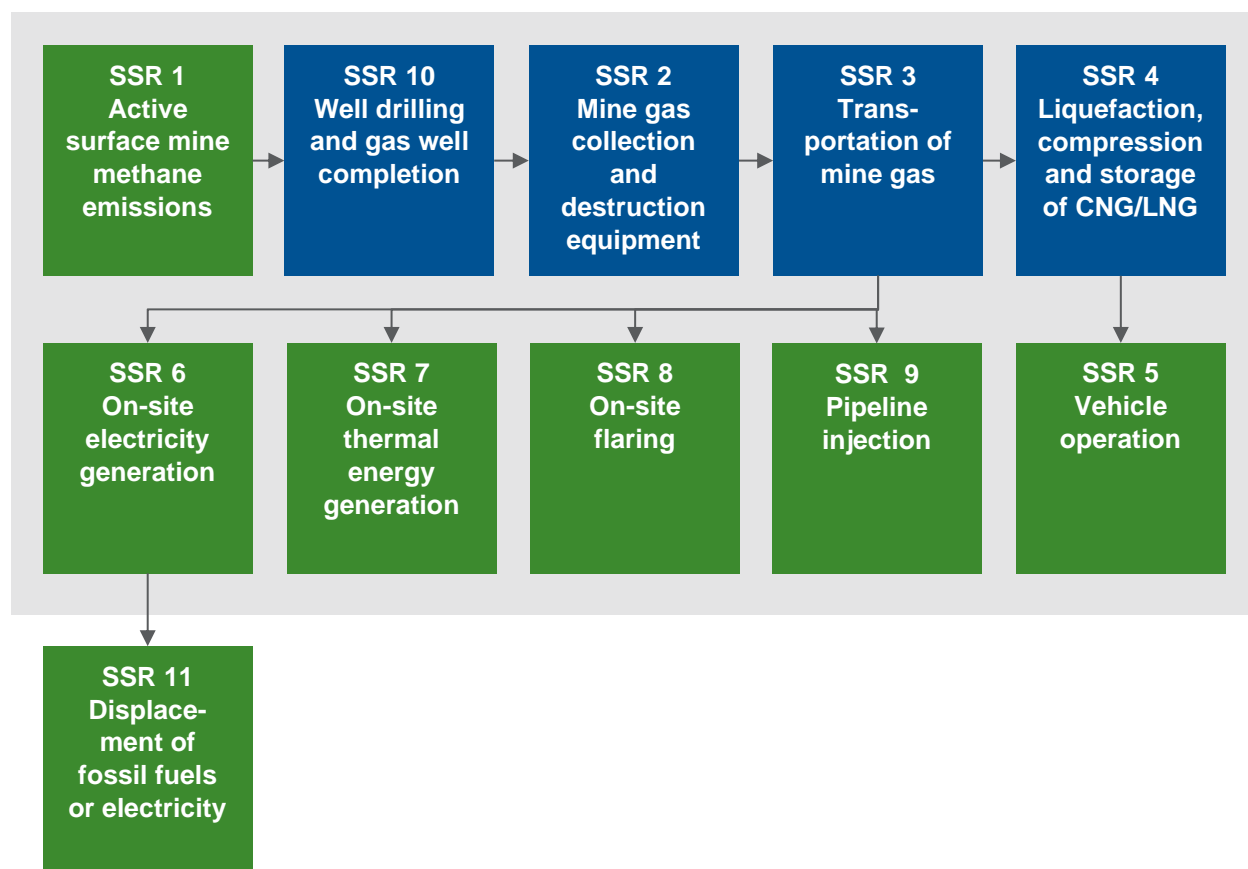 SSR 1
Active
surface mine
methane
emissions
SSR 10
Well drilling
and gas well
completion
SSR 2
Mine gas
collection
and
destruction
equipment
SSR 3
Trans-
portation of
mine gas
SSR 4
Liquefaction,
compression
and storage
of CNG/LNG
SSR 6
On-site
electricity
generation
SSR 7
On-site
thermal
energy
generation
SSR 8
On-site
flaring
SSR 9
Pipeline
injection
SSR 5
Vehicle
operation
SSR 11
Displace-
ment of
fossil fuels
or electricity